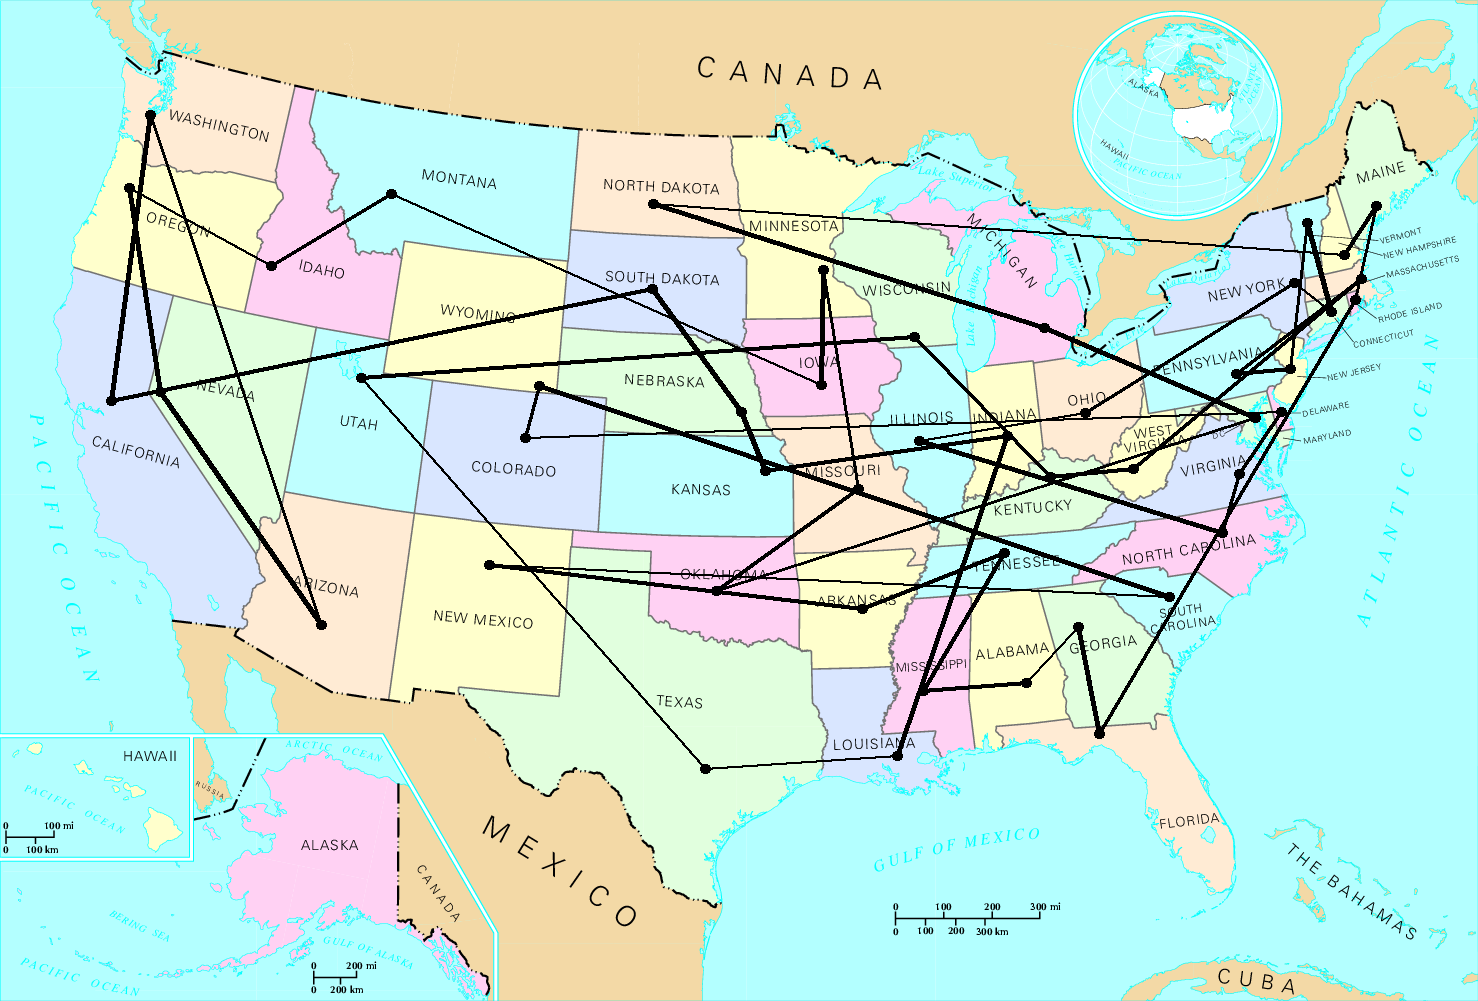 CANADA
ALASKA
ATLANTIC
OCEAN
HAWAII
PACIFIC OCEAN
WASHINGTON
MONTANA
NORTH DAKOTA
MINNESOTA
Lake Superior
MICHIGAN
MAINE
OREGON
IDAHO
WYOMING
SOUTH DAKOTA
WISCONSIN
Lake Michigan
NEW YORK
VERMONT
NEW HAMPSHIRE
MASSACHUSETTS
RHODE ISLAND
CONNECTICUT
NEVADA
UTAH
NEBRASKA
IOWA
ILLINOIS
INDIANA
OHIO
PENNSYLVANIA
NEW JERSEY
DELAWARE
MARYLAND
DC
CALIFORNIA
COLORADO
KANSAS
MISSOURI
KENTUCKY
WEST
VIRGINIA
VIRGINIA
ARIZONA
NEW MEXICO
OKLAHOMA
ARKANSAS
TENNESSEE
NORTH CAROLINA
SOUTH
CAROLINA
TEXAS
LOUISIANA
MISSISSIPPI
ALABAMA
GEORGIA
FLORIDA
PACIFIC OCEAN
ATLANTIC OCEAN
GULF OF MEXICO
MEXICO
THE BAHAMAS
CUBA
HAWAII
PACIFIC OCEAN
0 100 mi
0 100 km
ARCTIC OCEAN
RUSSIA
ALASKA
CANADA
BERING SEA
GULF OF ALASKA
PACIFIC OCEAN
0 200 mi
0 200 km
0 100 200 300 mi
0 100 200 300 km